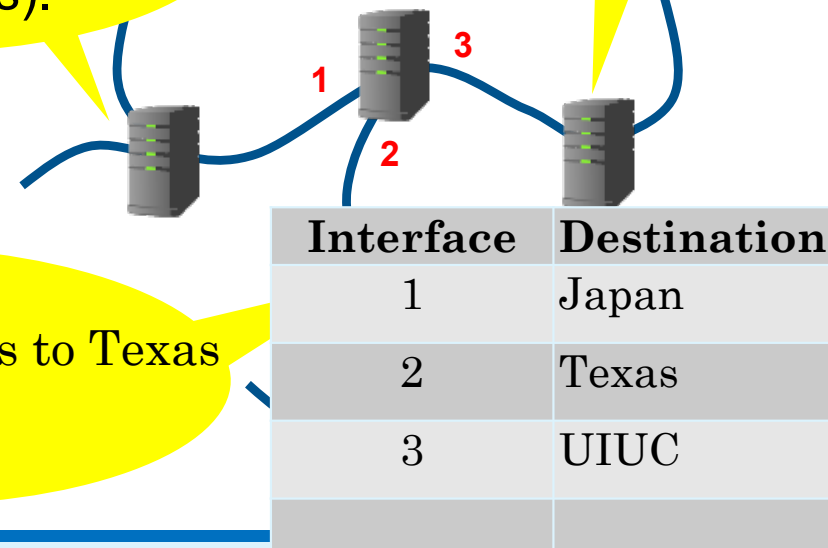 s).
3
1
2
Interface Destination
1 Japan
s to Texas
2 Texas
3 UIUC